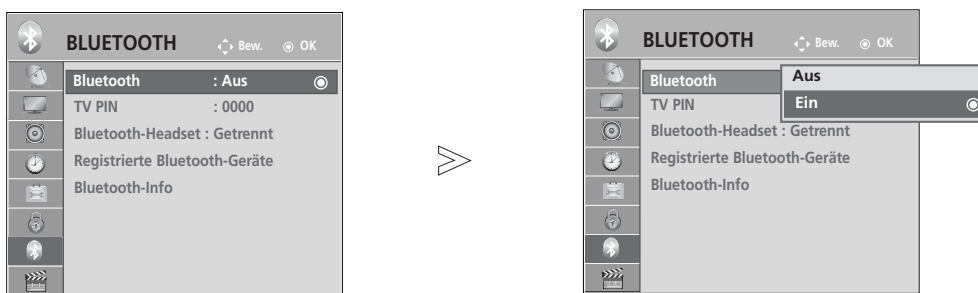 BLUETOOTH Bew. OK
Bluetooth : Aus
TV PIN : 0000
Bluetooth-Headset : Getrennt
Registrierte Bluetooth-Geräte
Bluetooth-Info
BLUETOOTH Bew. OK
Bluetooth
Aus
Ein
TV PIN
Bluetooth-Headset : Getrennt
Registrierte Bluetooth-Geräte
Bluetooth-Info